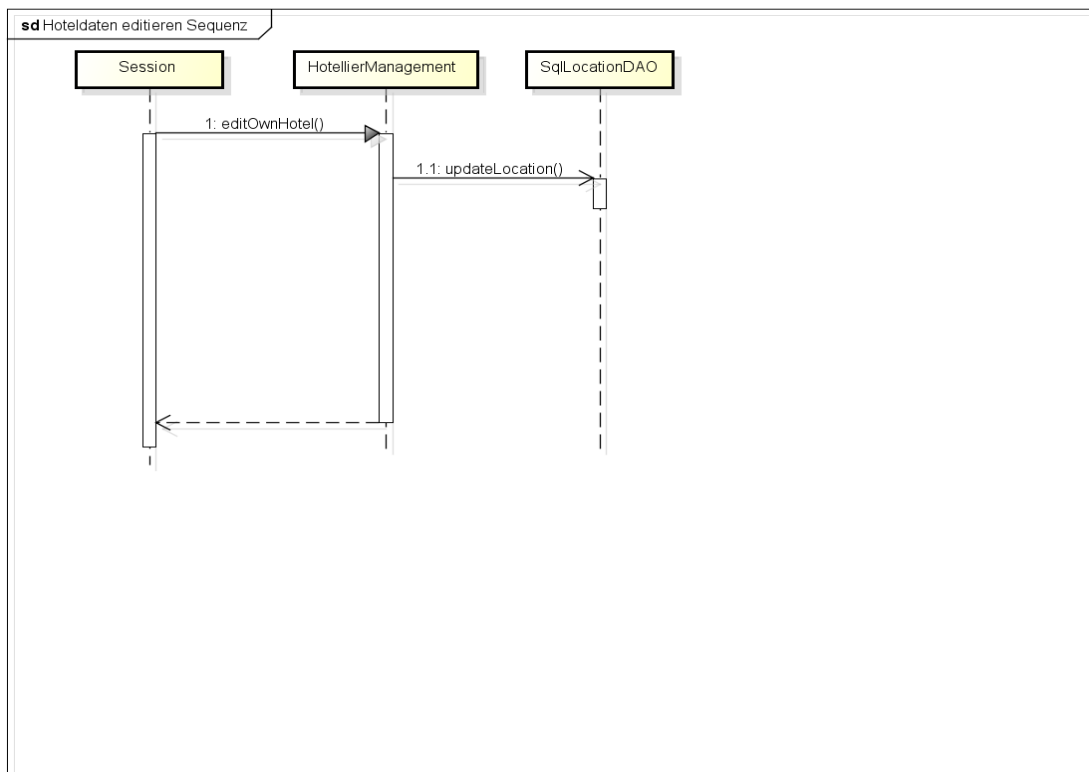 sd Hoteldaten editieren Sequenz
Session
HotellierManagement
SqlLocationDAO
1: editOwnHotel()
1.1: updateLocation()